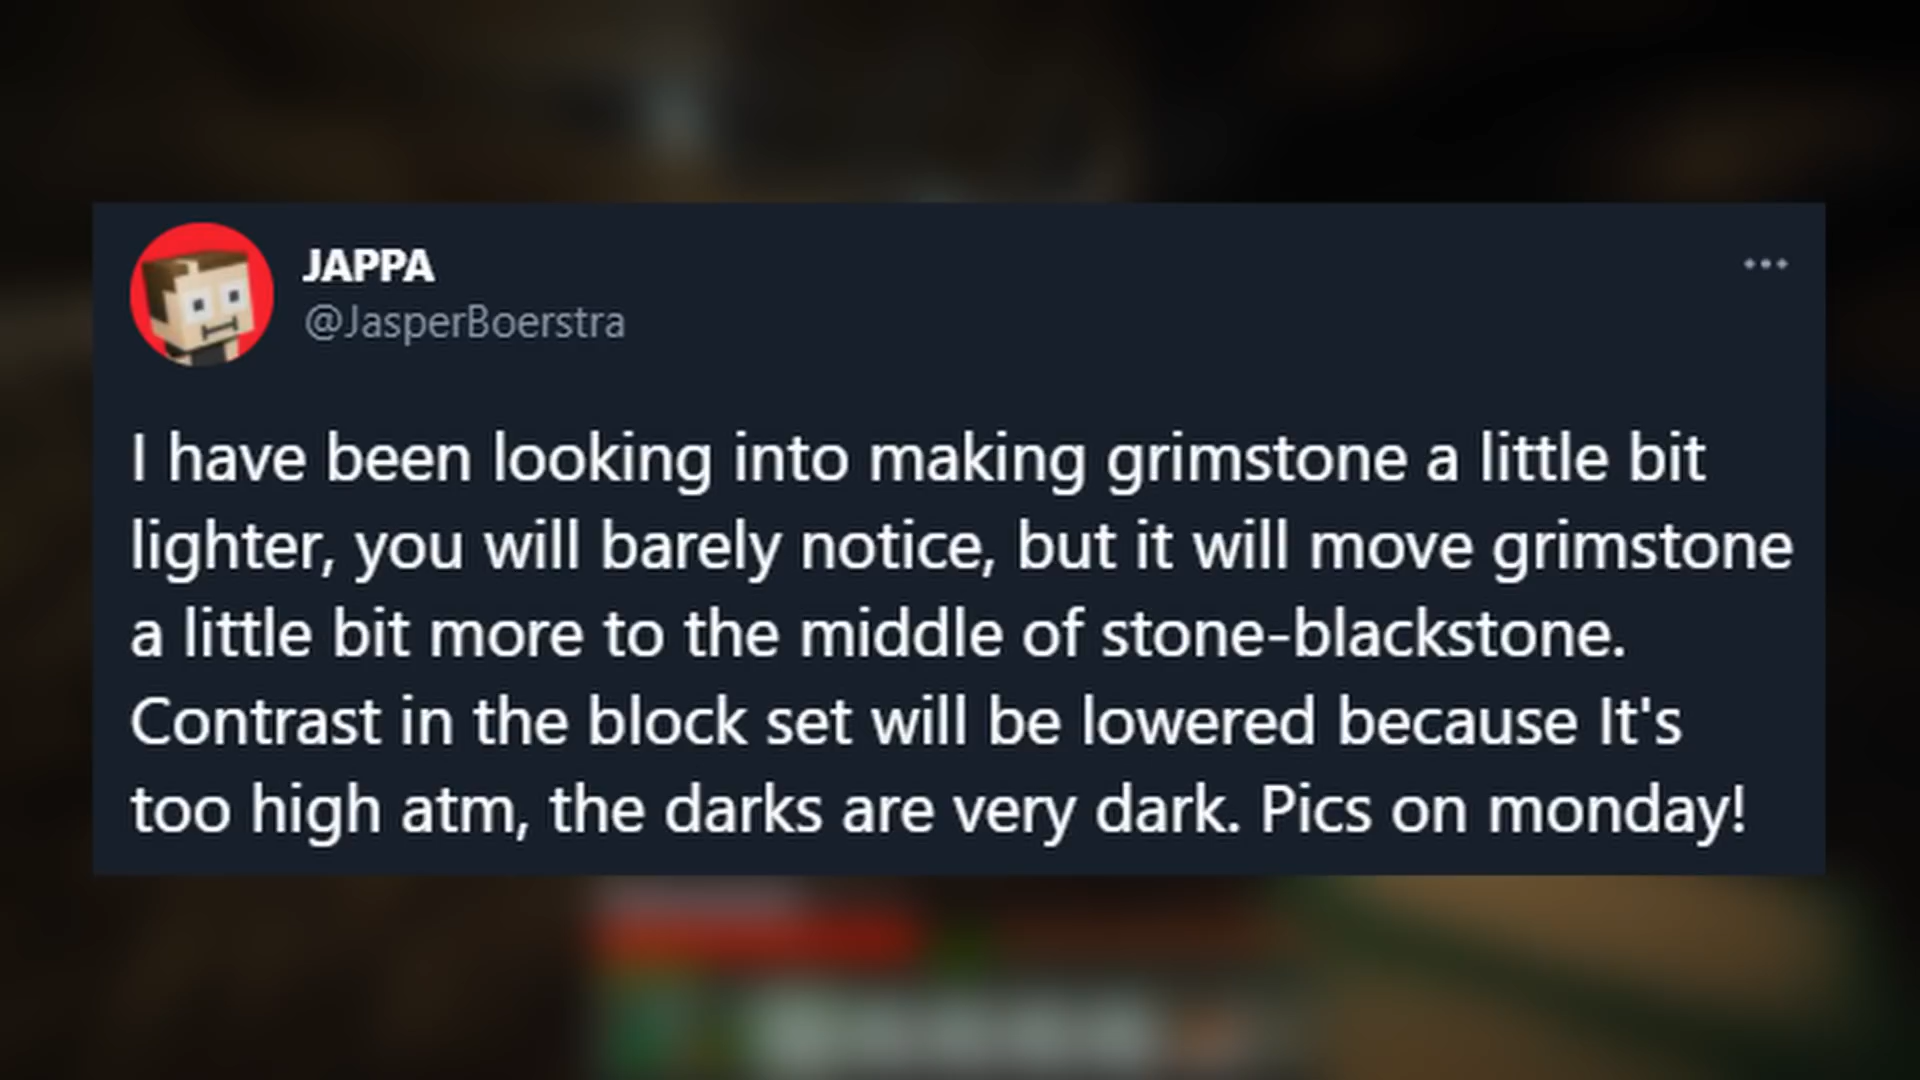 JAPPA
@JasperBoerstra
I have been looking into making grimstone a little bit
lighter, you will barely notice, but it will move grimstone
a little bit more to the middle of stone-blackstone.
Contrast in the block set will be lowered because It's
too high atm, the darks are very dark. Pics on monday!